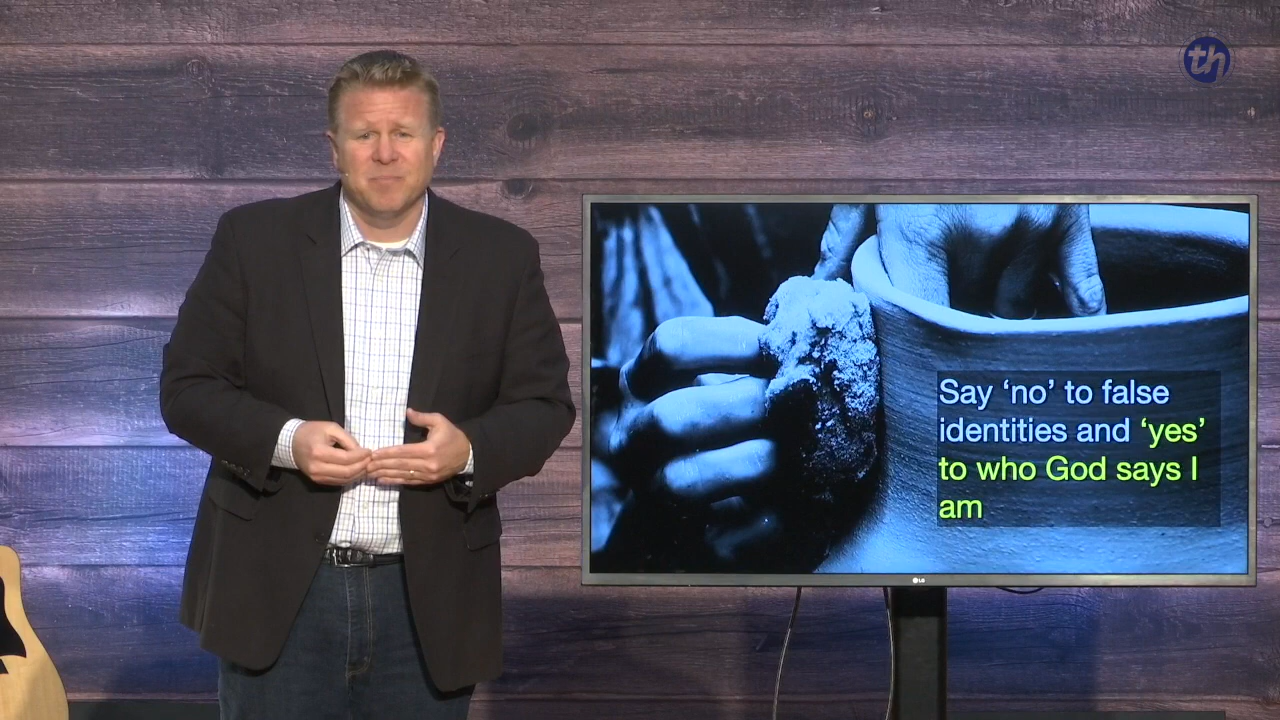 th
Say ‘no’ to false
identities and ‘yes’
to who God says I
am
LG